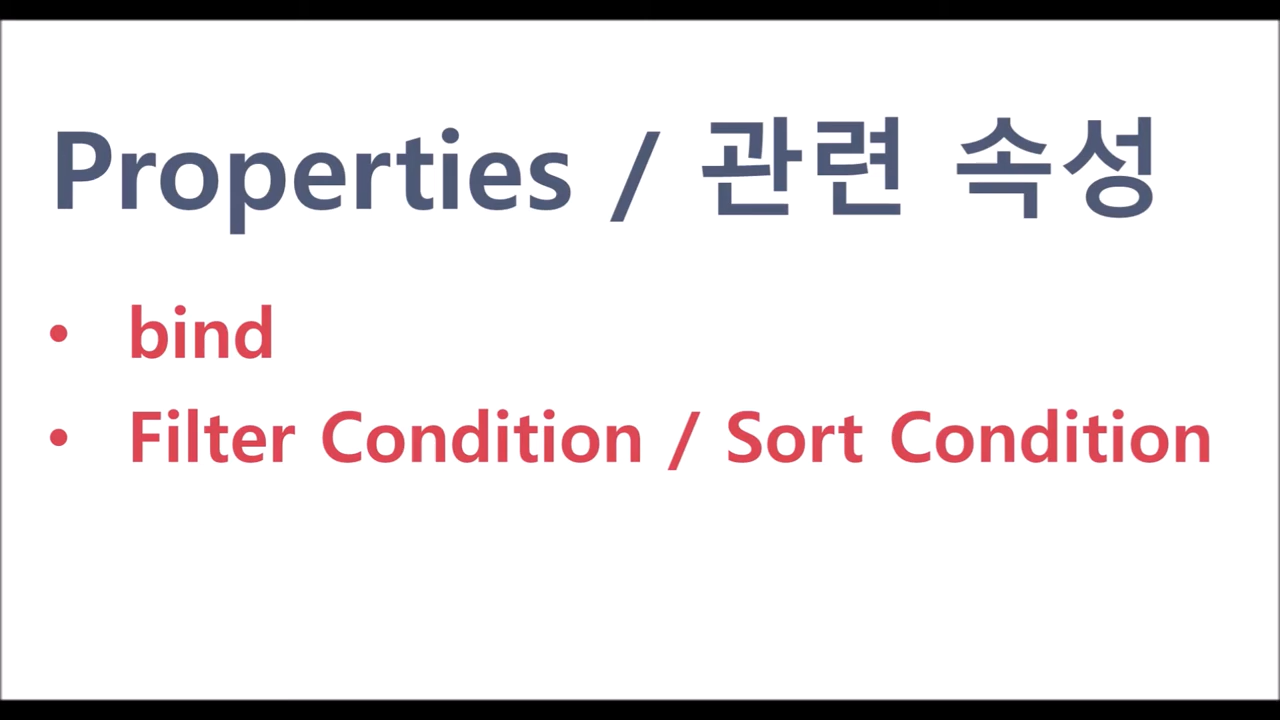 Properties / 관련 속성
• bind
• Filter Condition / Sort Condition